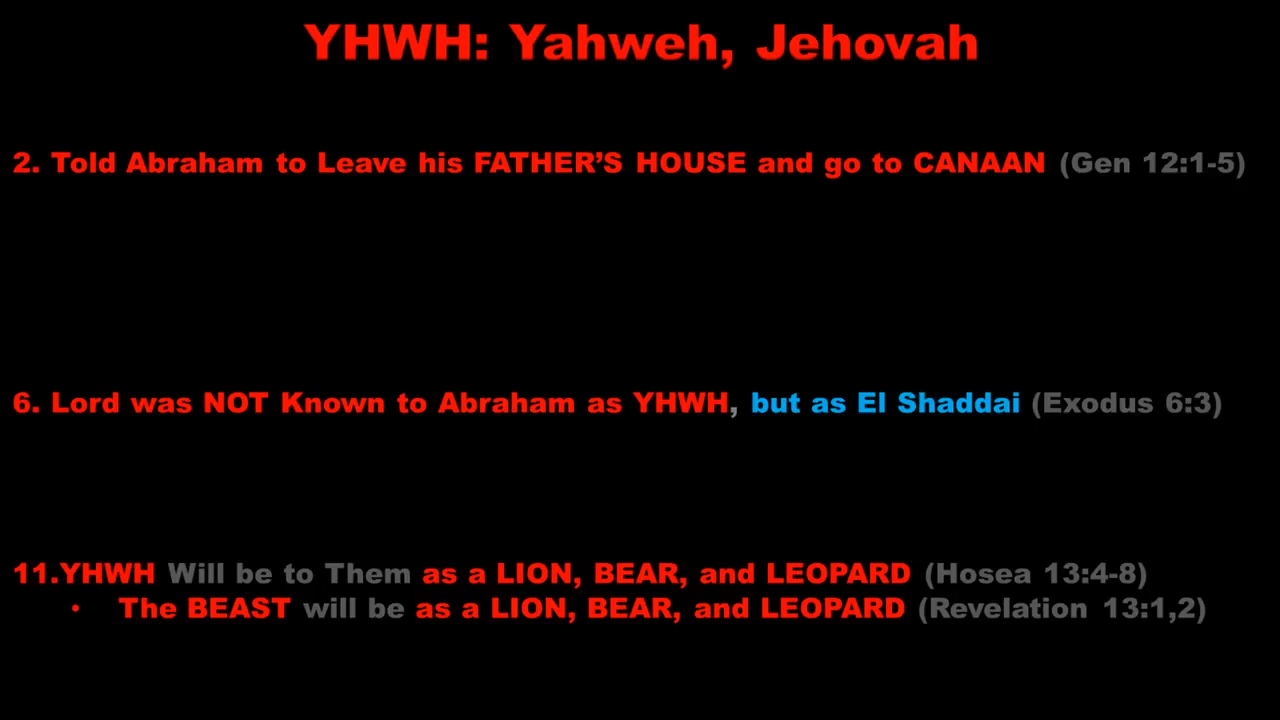 YHWH: Yahweh, Jehovah
2. Told Abraham to Leave his FATHER’S HOUSE and go to CANAAN (Gen 12:1-5)
6. Lord was NOT Known to Abraham as YHWH, but as El Shaddai (Exodus 6:3)
11.YHWH Will be to Them as a LION, BEAR, and LEOPARD (Hosea 13:4-8)
• The BEAST will be as a LION, BEAR, and LEOPARD (Revelation 13:1,2)